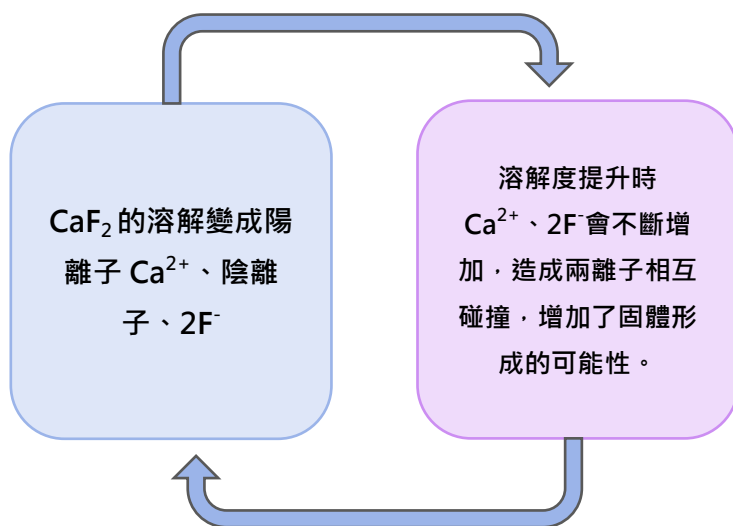 CaF₂ 的溶解變成陽
離子 Ca²⁺、陰離
子、2F⁻
溶解度提升時
Ca²⁺、2F⁻會不斷增
加，造成兩離子相互
碰撞，增加了固體形
成的可能性。